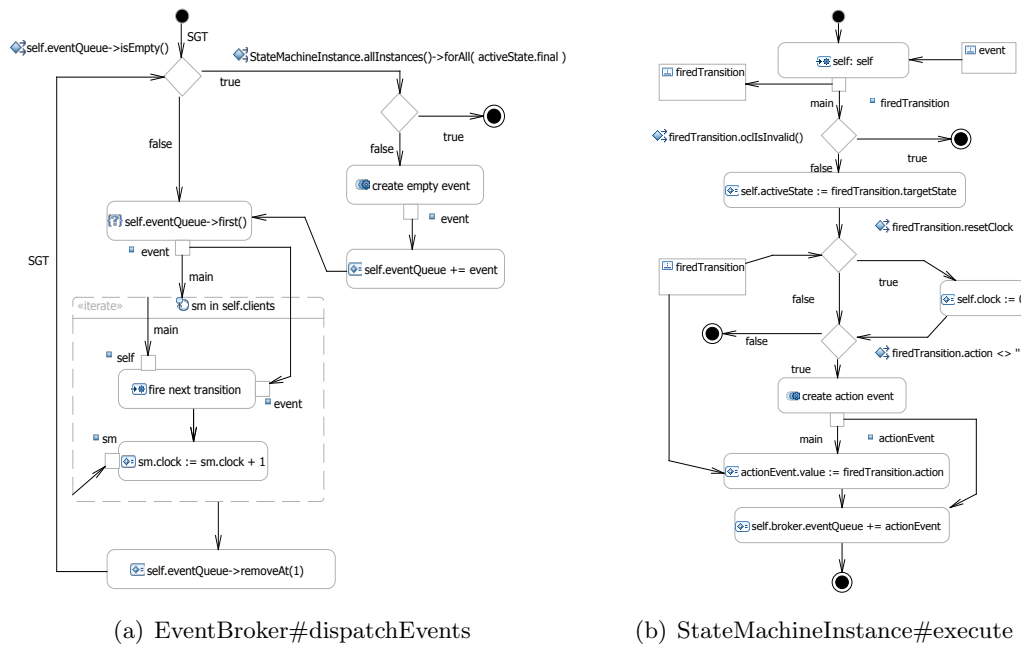 SGT
self.eventQueue->isEmpty()
StateMachineInstance.allInstances()->forAll( activeState.final )
true
true
false
false
create empty event
event
self.eventQueue->first()
event
self.eventQueue += event
SGT
main
«iterate»
sm in self.clients
main
self
fire next transition
event
sm
sm.clock := sm.clock + 1
self.eventQueue->removeAt(1)
(a) EventBroker#dispatchEvents
event
self: self
firedTransition
main
firedTransition
firedTransition.oclIsInvalid()
true
false
self.activeState := firedTransition.targetState
firedTransition.resetClock
firedTransition
true
false
self.clock := 0
false
firedTransition.action <> "
true
create action event
main
actionEvent
actionEvent.value := firedTransition.action
self.broker.eventQueue += actionEvent
(b) StateMachineInstance#execute